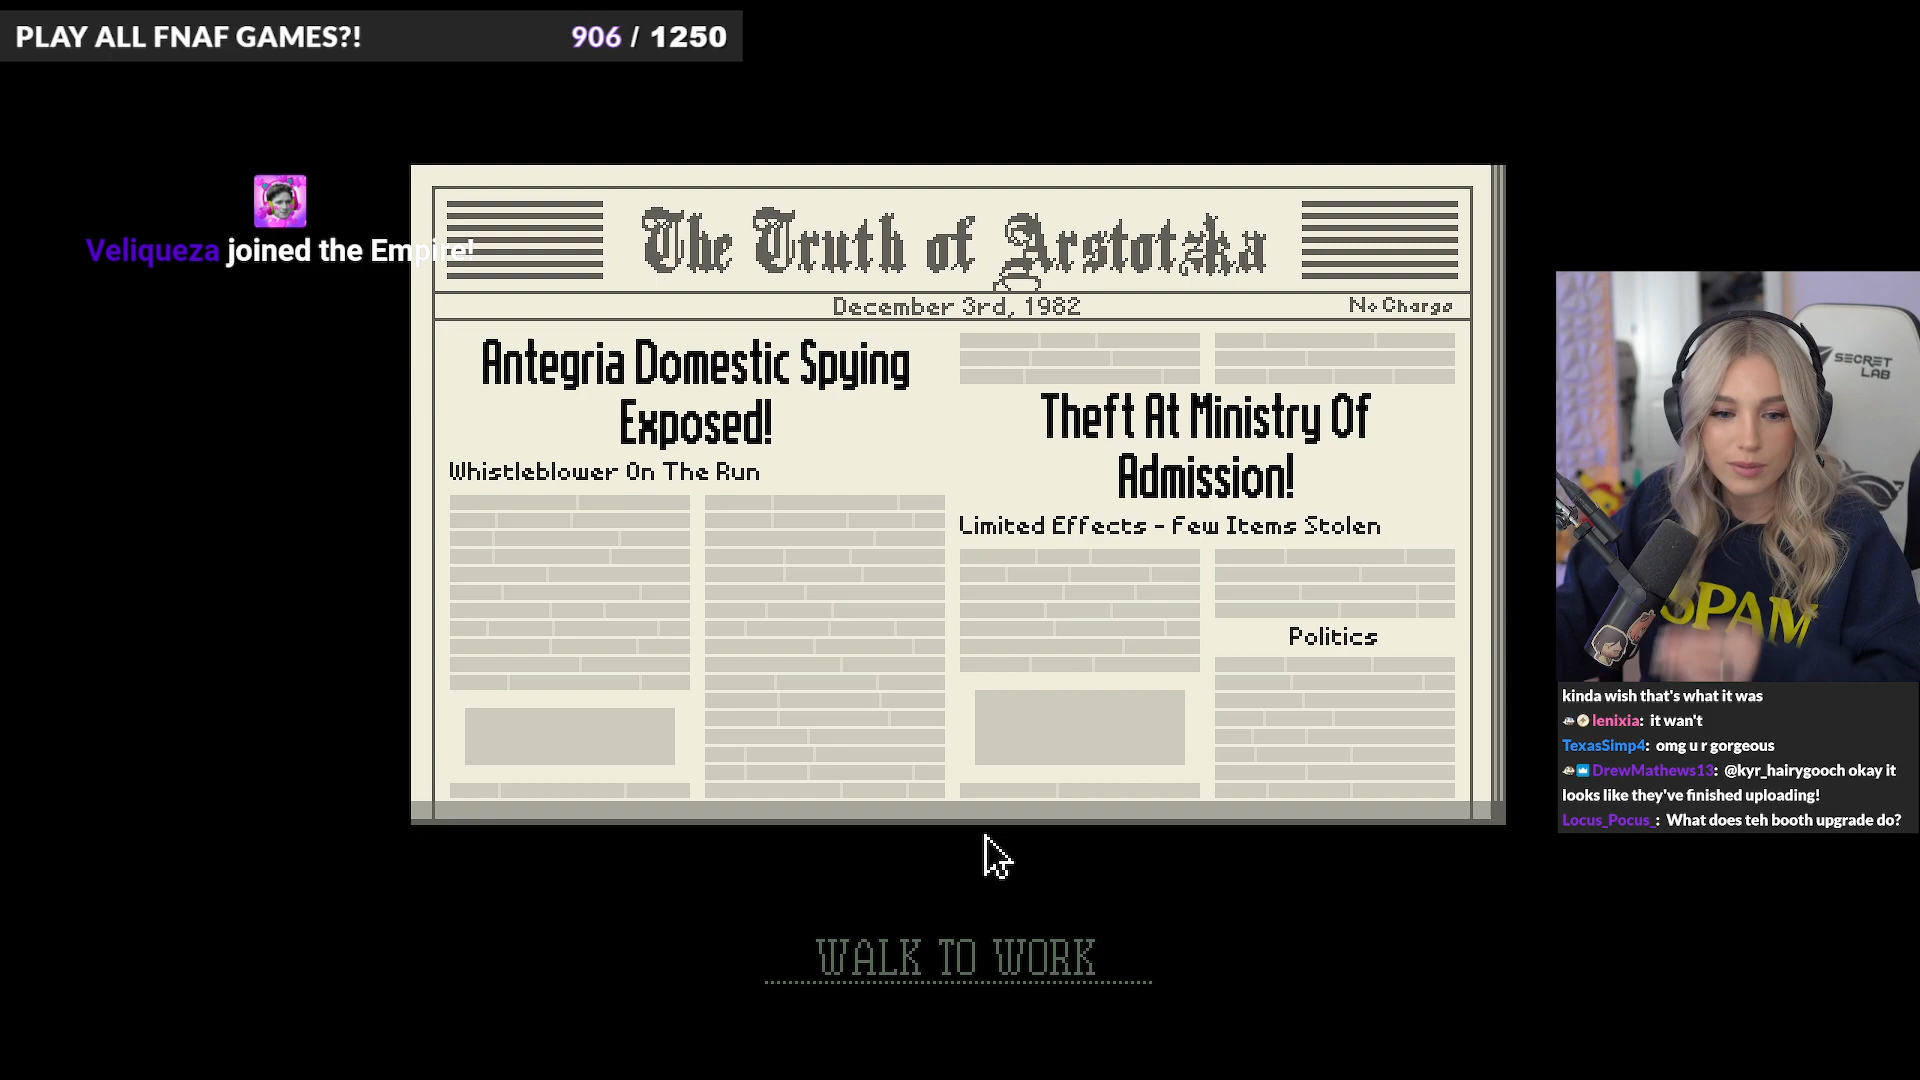 PLAY ALL FNAF GAMES?! 906 / 1250
Veliqueza joined the Empire!
The Truth of Arstotzka
December 3rd, 1982
No Charge
Antegria Domestic Spying
Exposed!
Whistleblower On The Run
Theft At Ministry Of
Admission!
Limited Effects - Few Items Stolen
Politics
WALK TO WORK
SECRET
LAB
SPAM
kinda wish that's what it was
lenixia: it wan't
TexasSimp4: omg u r gorgeous
DrewMathews13: @kyr_hairygooch okay it
looks like they've finished uploading!
Locus_Pocus_: What does teh booth upgrade do?